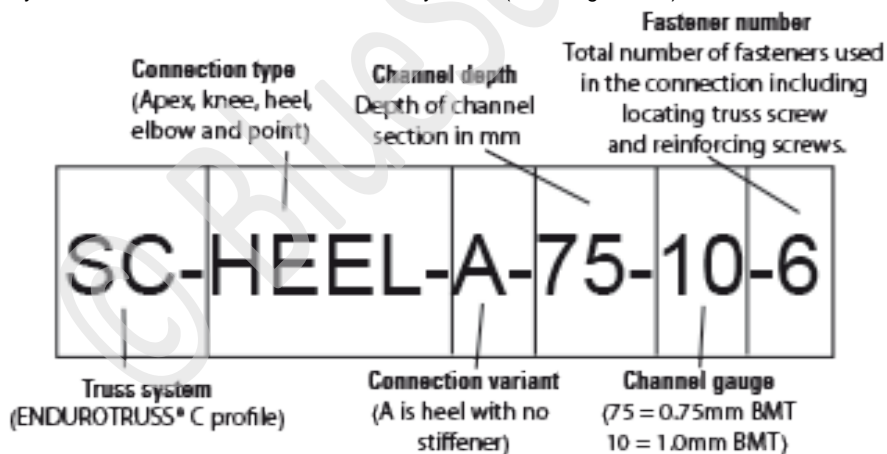 Fastener number
Total number of fasteners used
in the connection including
locating truss screw
and reinforcing screws.
Connection type
(Apex, knee, heel,
elbow and point)
Channel depth
Depth of channel
section in mm
SC-HEEL-A-75-10-6
Truss system
(ENDUROTRUSS® C profile)
Connection variant
(A is heel with no
stiffener)
Channel gauge
(75 = 0.75mm BMT
10 = 1.0mm BMT)